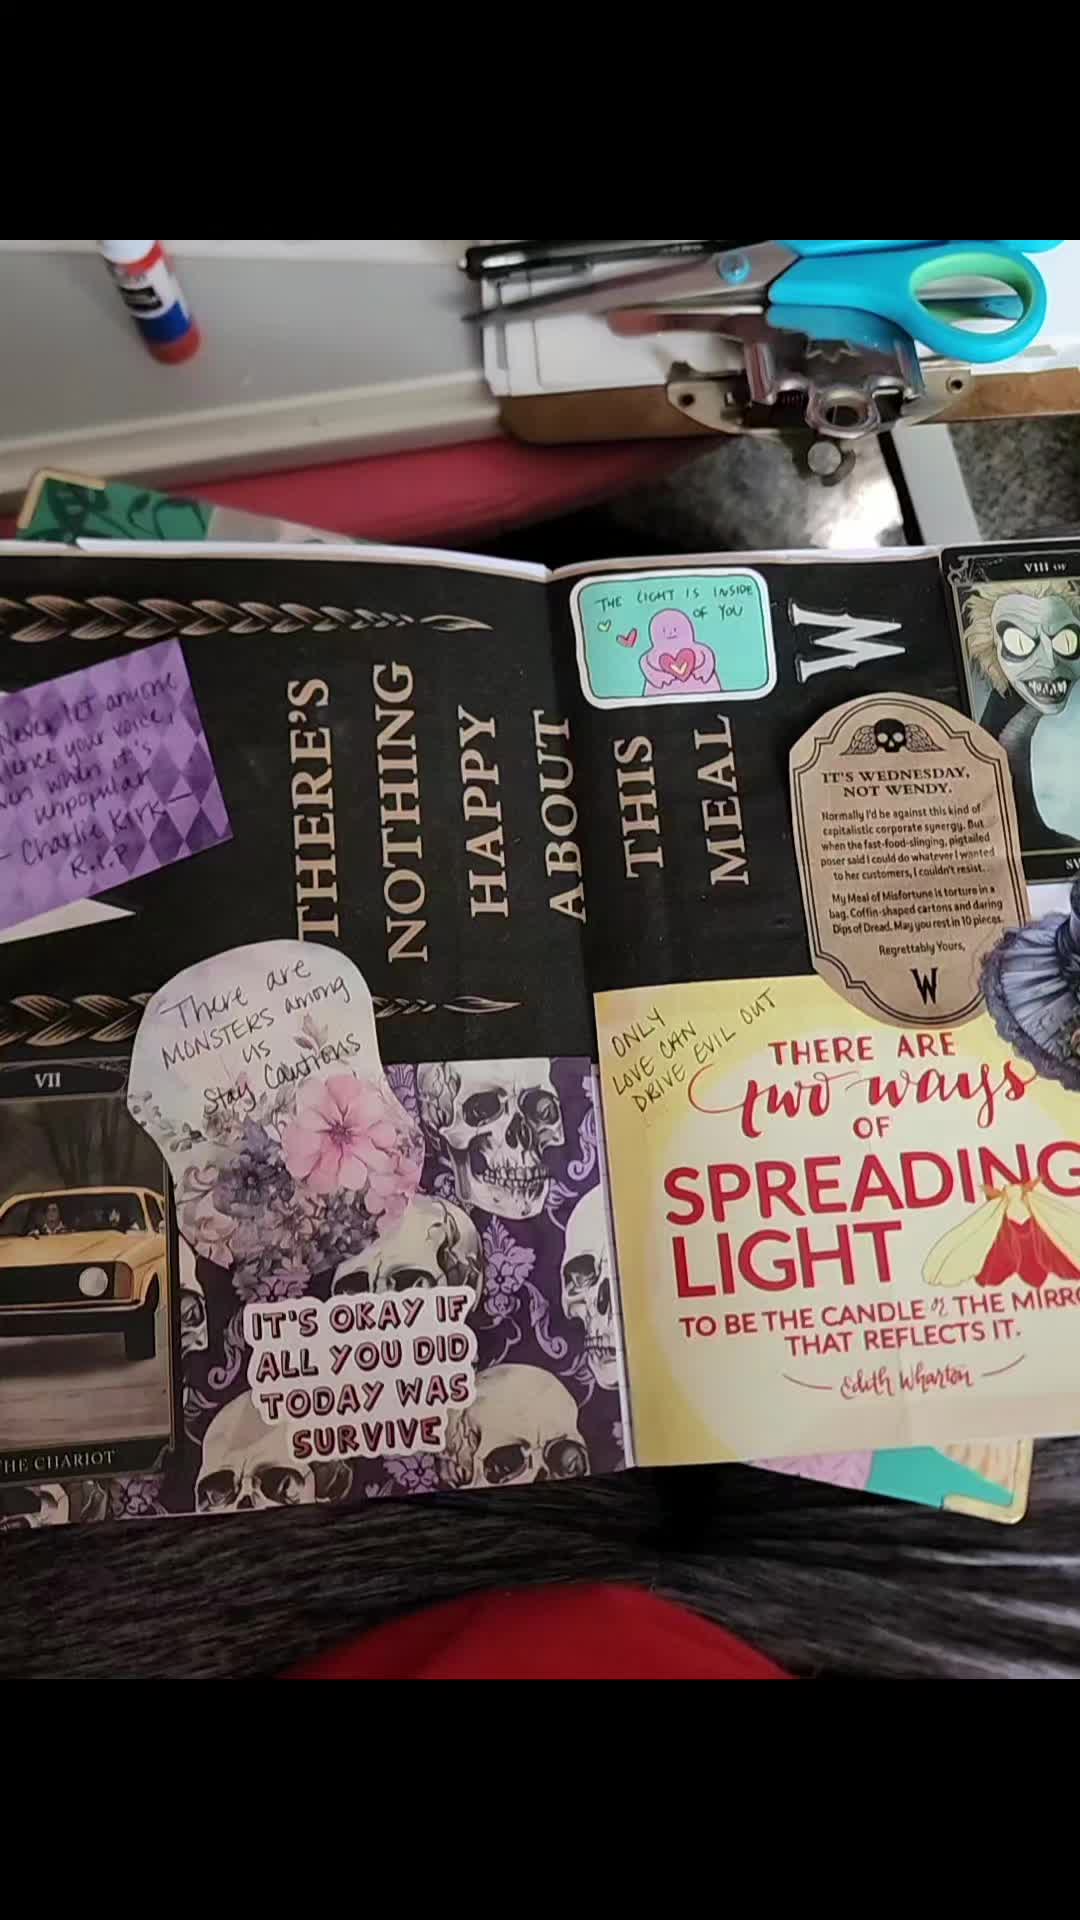 Never let anyone
silence your voice,
even when it's
unpopular
- Charlie Kirk -
R.I.P
THERE'S
NOTHING
HAPPY
ABOUT
THIS
MEAL
THE LIGHT IS INSIDE
OF YOU
W
VIII OF
IT'S WEDNESDAY,
NOT WENDY.
Normally I'd be against this kind of
capitalistic corporate synergy. But
when the fast-food-slinging, pigtailed
poser said I could do whatever I wanted
to her customers, I couldn't resist.
My Meal of Misfortune is torture in a
bag. Coffin-shaped cartons and daring
Dips of Dread. May you rest in 10 pieces.
Regrettably Yours,
W
There are
MONSTERS among
us
Stay Cautious
VII
THE CHARIOT
IT'S OKAY IF
ALL YOU DID
TODAY WAS
SURVIVE
ONLY
LOVE CAN
DRIVE EVIL OUT
THERE ARE
two ways
OF
SPREADING
LIGHT
TO BE THE CANDLE or THE MIRRO
THAT REFLECTS IT.
Edith Wharton